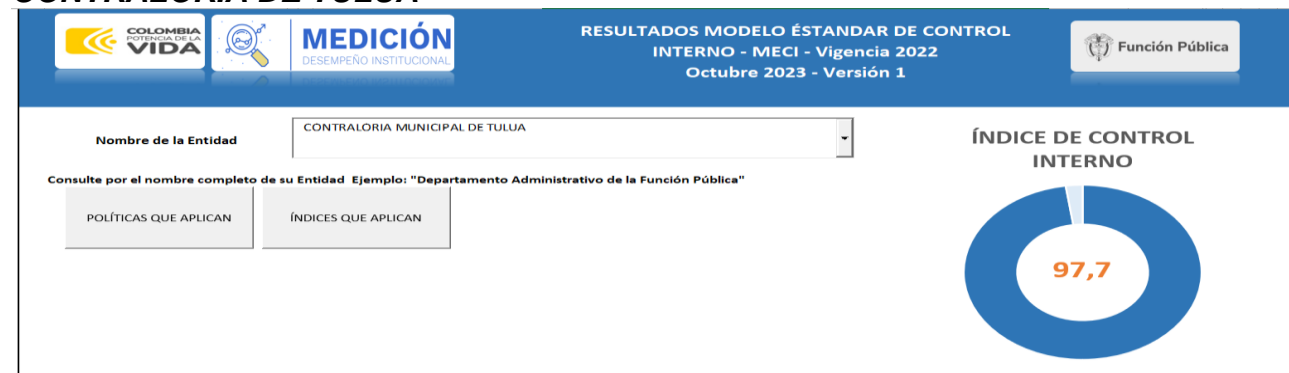 CONTRALORIA DE TULUA
COLOMBIA
POTENCIA DE LA
VIDA
MEDICIÓN
DESEMPEÑO INSTITUCIONAL
RESULTADOS MODELO ÉSTANDAR DE CONTROL
INTERNO - MECI - Vigencia 2022
Octubre 2023 - Versión 1
Función Pública
Nombre de la Entidad
CONTRALORIA MUNICIPAL DE TULUA
Consulte por el nombre completo de su Entidad Ejemplo: "Departamento Administrativo de la Función Pública"
POLÍTICAS QUE APLICAN
ÍNDICES QUE APLICAN
ÍNDICE DE CONTROL
INTERNO
97,7